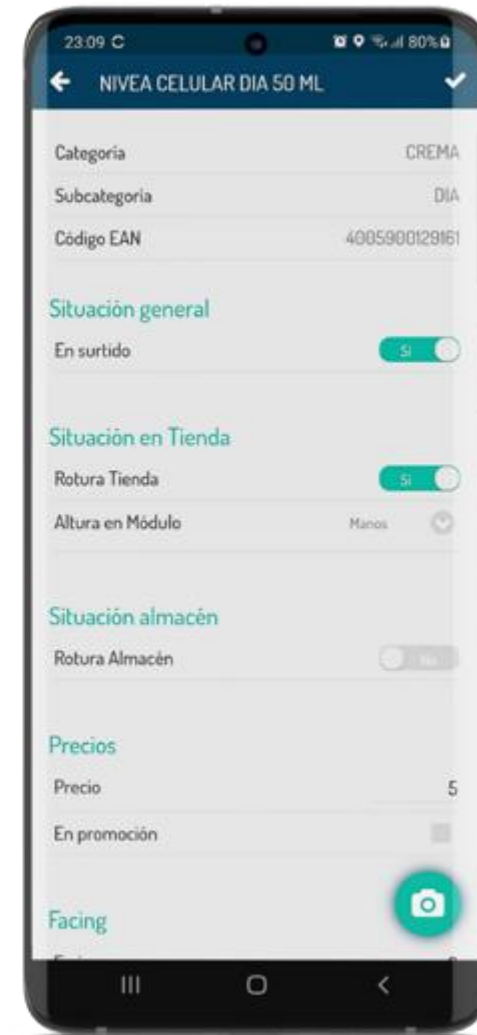 23:09 C 80%
NIVEA CELULAR DIA 50 ML
Categoría CREMA
Subcategoría DIA
Código EAN 4005900129161
Situación general
En surtido Si
Situación en Tienda
Rotura Tienda Si
Altura en Módulo Manos
Situación almacén
Rotura Almacén No
Precios
Precio 5
En promoción
Facing